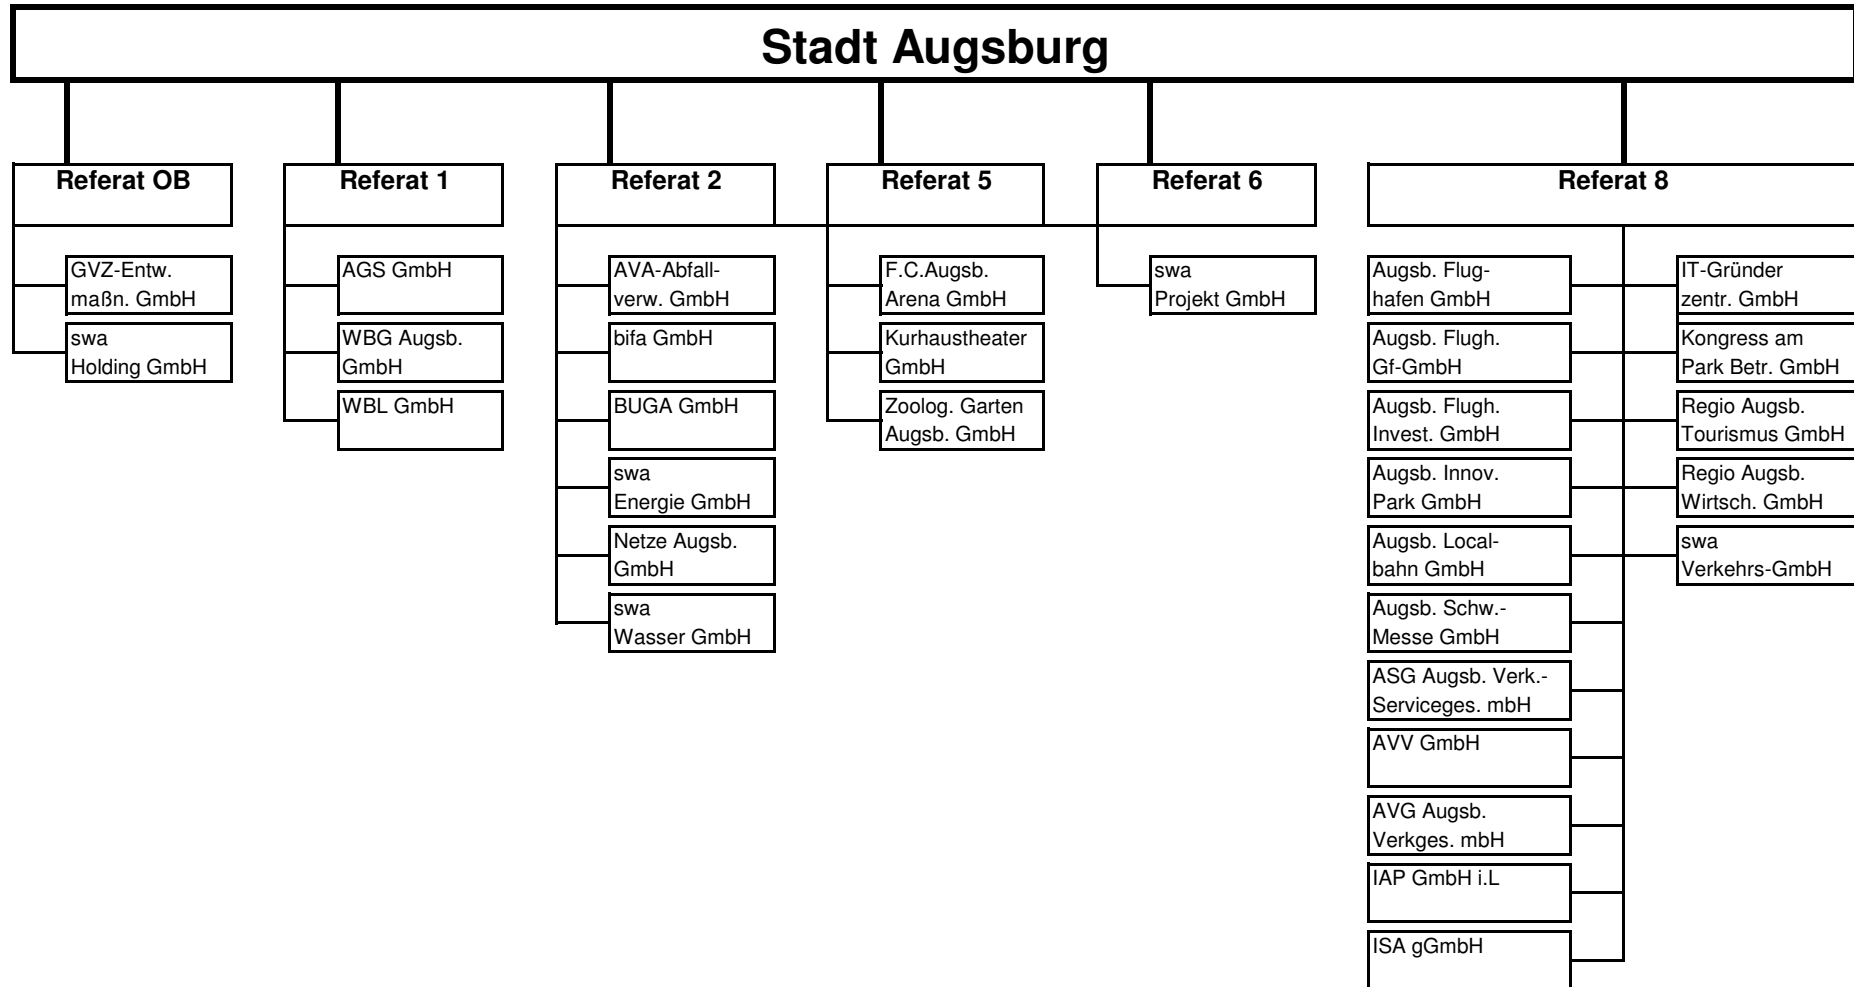 Stadt Augsburg
Referat OB
GVZ-Entw.
maßn. GmbH
swa
Holding GmbH
Referat 1
AGS GmbH
WBG Augsb.
GmbH
WBL GmbH
Referat 2
AVA-Abfall-
verw. GmbH
bifa GmbH
BUGA GmbH
swa
Energie GmbH
Netze Augsb.
GmbH
swa
Wasser GmbH
Referat 5
F.C.Augsb.
Arena GmbH
Kurhaustheater
GmbH
Zoolog. Garten
Augsb. GmbH
Referat 6
swa
Projekt GmbH
Referat 8
Augsb. Flug-
hafen GmbH
Augsb. Flugh.
Gf-GmbH
Augsb. Flugh.
Invest. GmbH
Augsb. Innov.
Park GmbH
Augsb. Local-
bahn GmbH
Augsb. Schw.-
Messe GmbH
ASG Augsb. Verk.-
Serviceges. mbH
AVV GmbH
AVG Augsb.
Verkges. mbH
IAP GmbH i.L
ISA gGmbH
IT-Gründer
zentr. GmbH
Kongress am
Park Betr. GmbH
Regio Augsb.
Tourismus GmbH
Regio Augsb.
Wirtsch. GmbH
swa
Verkehrs-GmbH